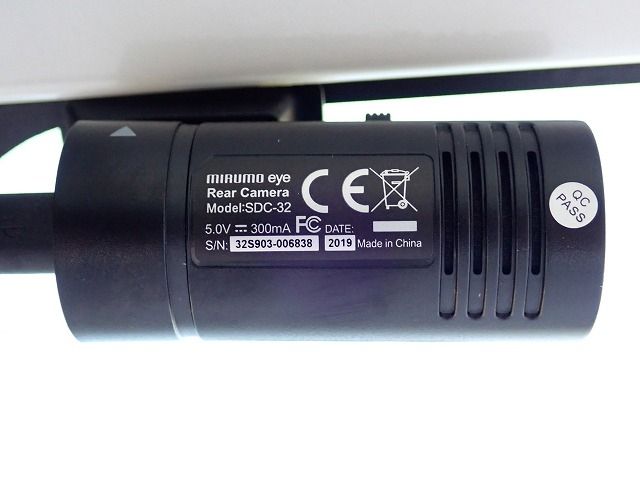 mirumo eye
Rear Camera
Model:SDC-32
5.0V ⎓ 300mA FC DATE:
S/N: 32S903-006838 2019 Made in China
CE
QC
PASS